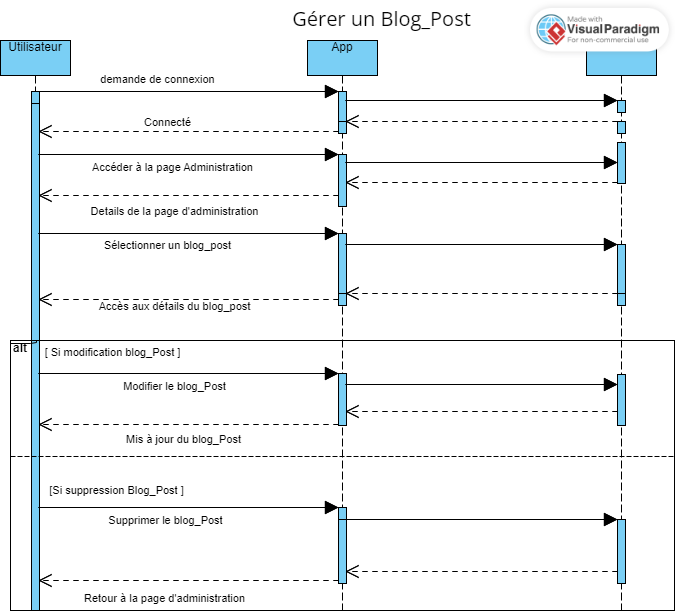 Gérer un Blog_Post
Made with
VisualParadigm
For non-commercial use
Utilisateur
App
demande de connexion
Connecté
Accéder à la page Administration
Details de la page d'administration
Sélectionner un blog_post
Accès aux détails du blog_post
alt
[ Si modification blog_Post ]
Modifier le blog_Post
Mis à jour du blog_Post
[Si suppression Blog_Post ]
Supprimer le blog_Post
Retour à la page d'administration